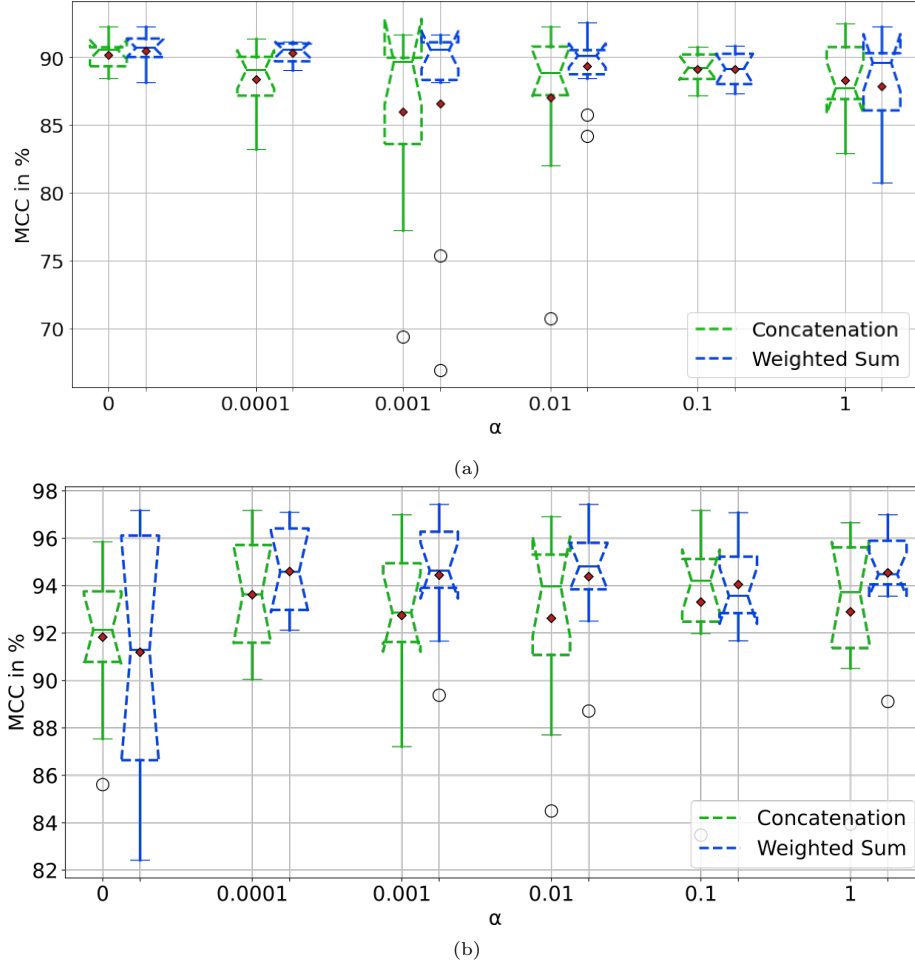 MCC in %
90
85
80
75
70
Concatenation
Weighted Sum
0 0.0001 0.001 0.01 0.1 1
α
(a)
MCC in %
98
96
94
92
90
88
86
84
82
Concatenation
Weighted Sum
0 0.0001 0.001 0.01 0.1 1
α
(b)